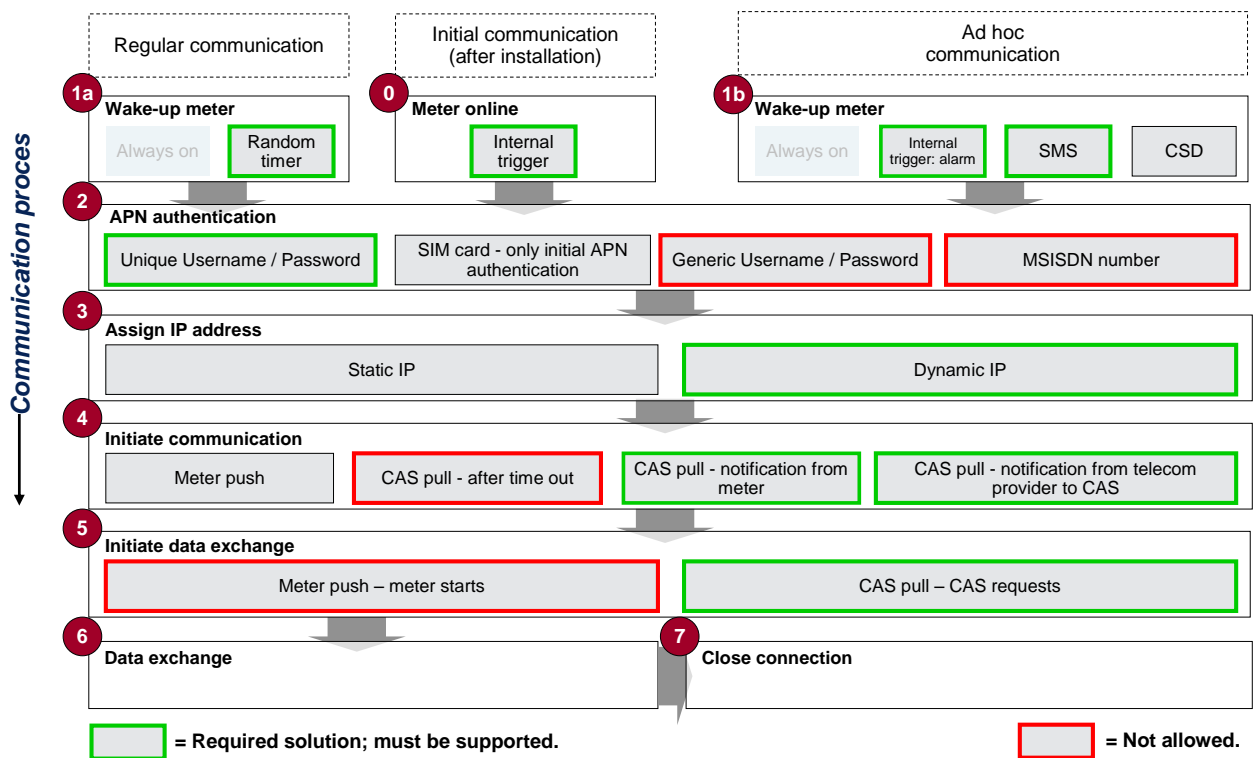 Regular communication
Initial communication
(after installation)
Ad hoc
communication
1a
Wake-up meter
Always on
Random
timer
0
Meter online
Internal
trigger
1b
Wake-up meter
Always on
Internal
trigger: alarm
SMS
CSD
Communication proces
2
APN authentication
Unique Username / Password
SIM card - only initial APN
authentication
Generic Username / Password
MSISDN number
3
Assign IP address
Static IP
Dynamic IP
4
Initiate communication
Meter push
CAS pull - after time out
CAS pull - notification from
meter
CAS pull - notification from telecom
provider to CAS
5
Initiate data exchange
Meter push – meter starts
CAS pull – CAS requests
6
Data exchange
7
Close connection
= Required solution; must be supported.
= Not allowed.